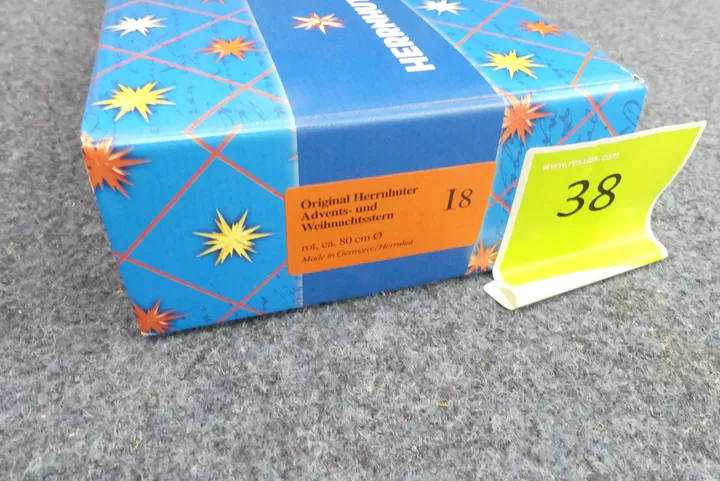 HERRNHUT
Original Herrnhuter
Advents- und
Weihnachtsstern
I8
rot, ca. 80 cm Ø
Made in Germany/Herrnhut
38